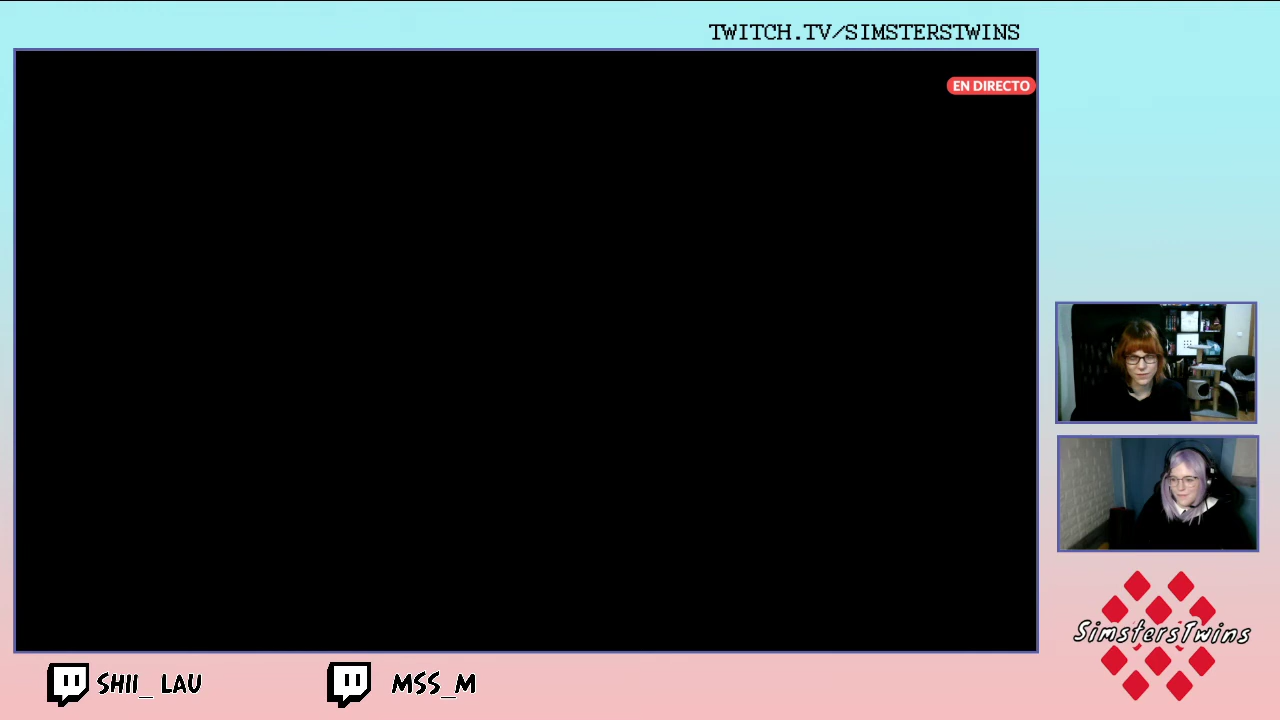 TWITCH.TV/SIMSTERSTWINS
EN DIRECTO
SimstersTwins
SHII_ LAU
MSS_M